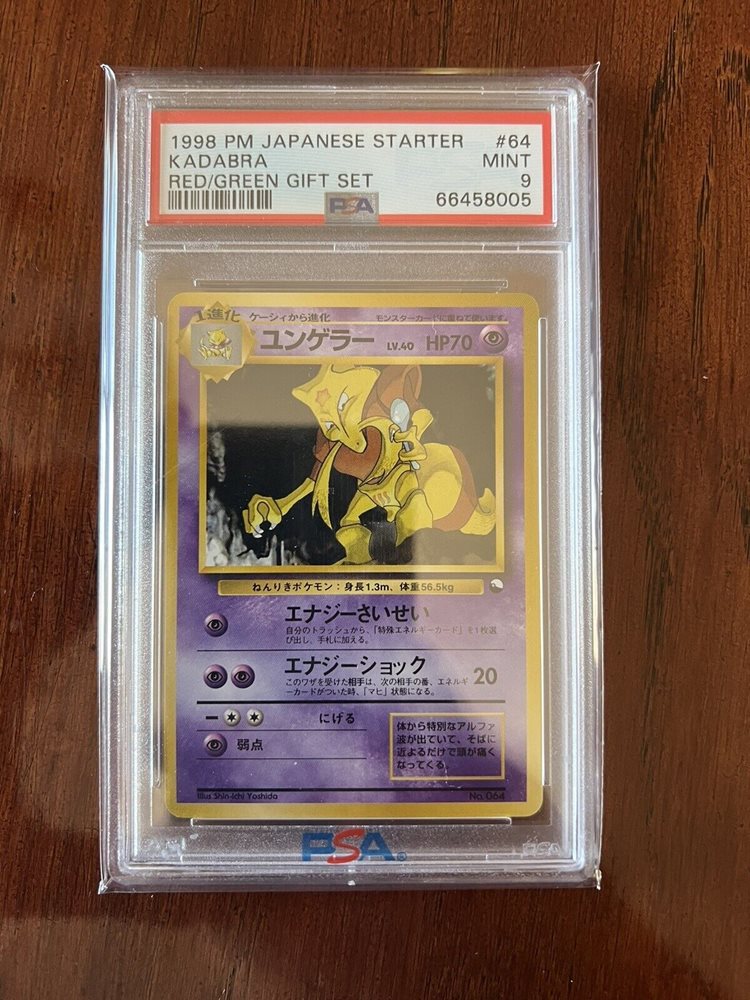 1998 PM JAPANESE STARTER #64
KADABRA MINT
RED/GREEN GIFT SET 9
PSA 66458005
1進化 ケーシィから進化 モンスターカードに重ねて使います。
ユンゲラー LV.40 HP70
ねんりきポケモン：身長1.3m、体重56.5kg
エナジーさいせい
自分のトラッシュから、「特殊エネルギーカード」を1枚選
び出し、手札に加える。
エナジーショック 20
このワザを受けた相手は、次の相手の番、エネルギ
ーカードがついた時、「マヒ」状態になる。
にげる
弱点
体から特別なアルファ
波が出ていて、そばに
近よるだけで頭が痛く
なってくる。
Illus Shin-ichi Yoshida No. 064
PSA®